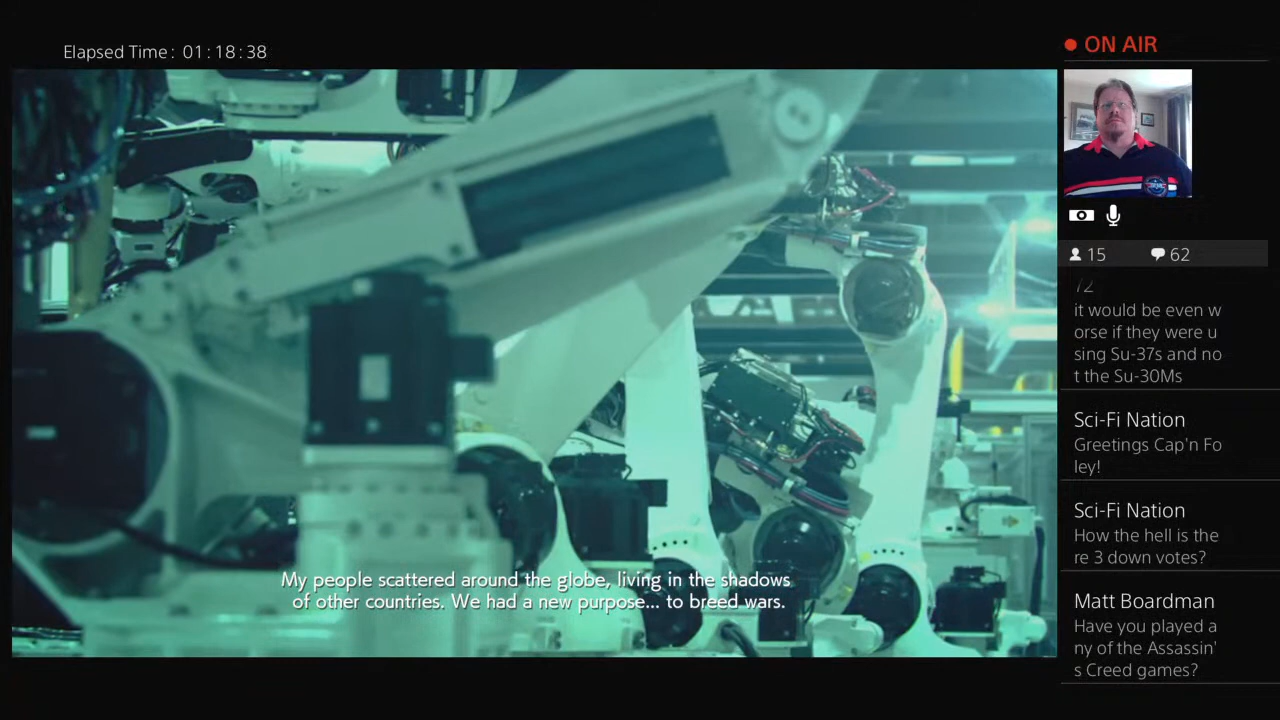 Elapsed Time: 01:18:38
ON AIR
15
62
it would be even w
orse if they were u
sing Su-37s and no
t the Su-30Ms
Sci-Fi Nation
Greetings Cap'n Fo
ley!
Sci-Fi Nation
How the hell is the
re 3 down votes?
Matt Boardman
Have you played a
ny of the Assassin'
s Creed games?
My people scattered around the globe, living in the shadows
of other countries. We had a new purpose... to breed wars.